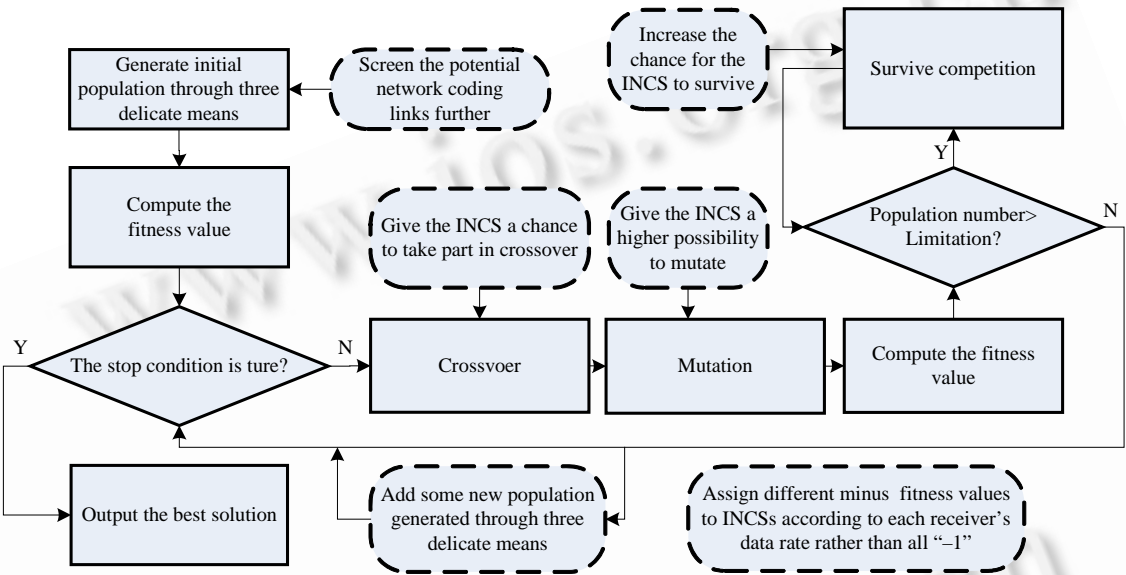 Generate initial
population through three
delicate means
Screen the potential
network coding
links further
Increase the
chance for the
INCS to survive
Survive competition
Compute the
fitness value
Give the INCS a chance
to take part in crossover
Give the INCS a
higher possibility
to mutate
Y
Population number>
Limitation?
N
Y
The stop condition is ture?
N
Crossvoer
Mutation
Compute the fitness
value
Output the best solution
Add some new population
generated through three
delicate means
Assign different minus fitness values
to INCSs according to each receiver’s
data rate rather than all “–1”